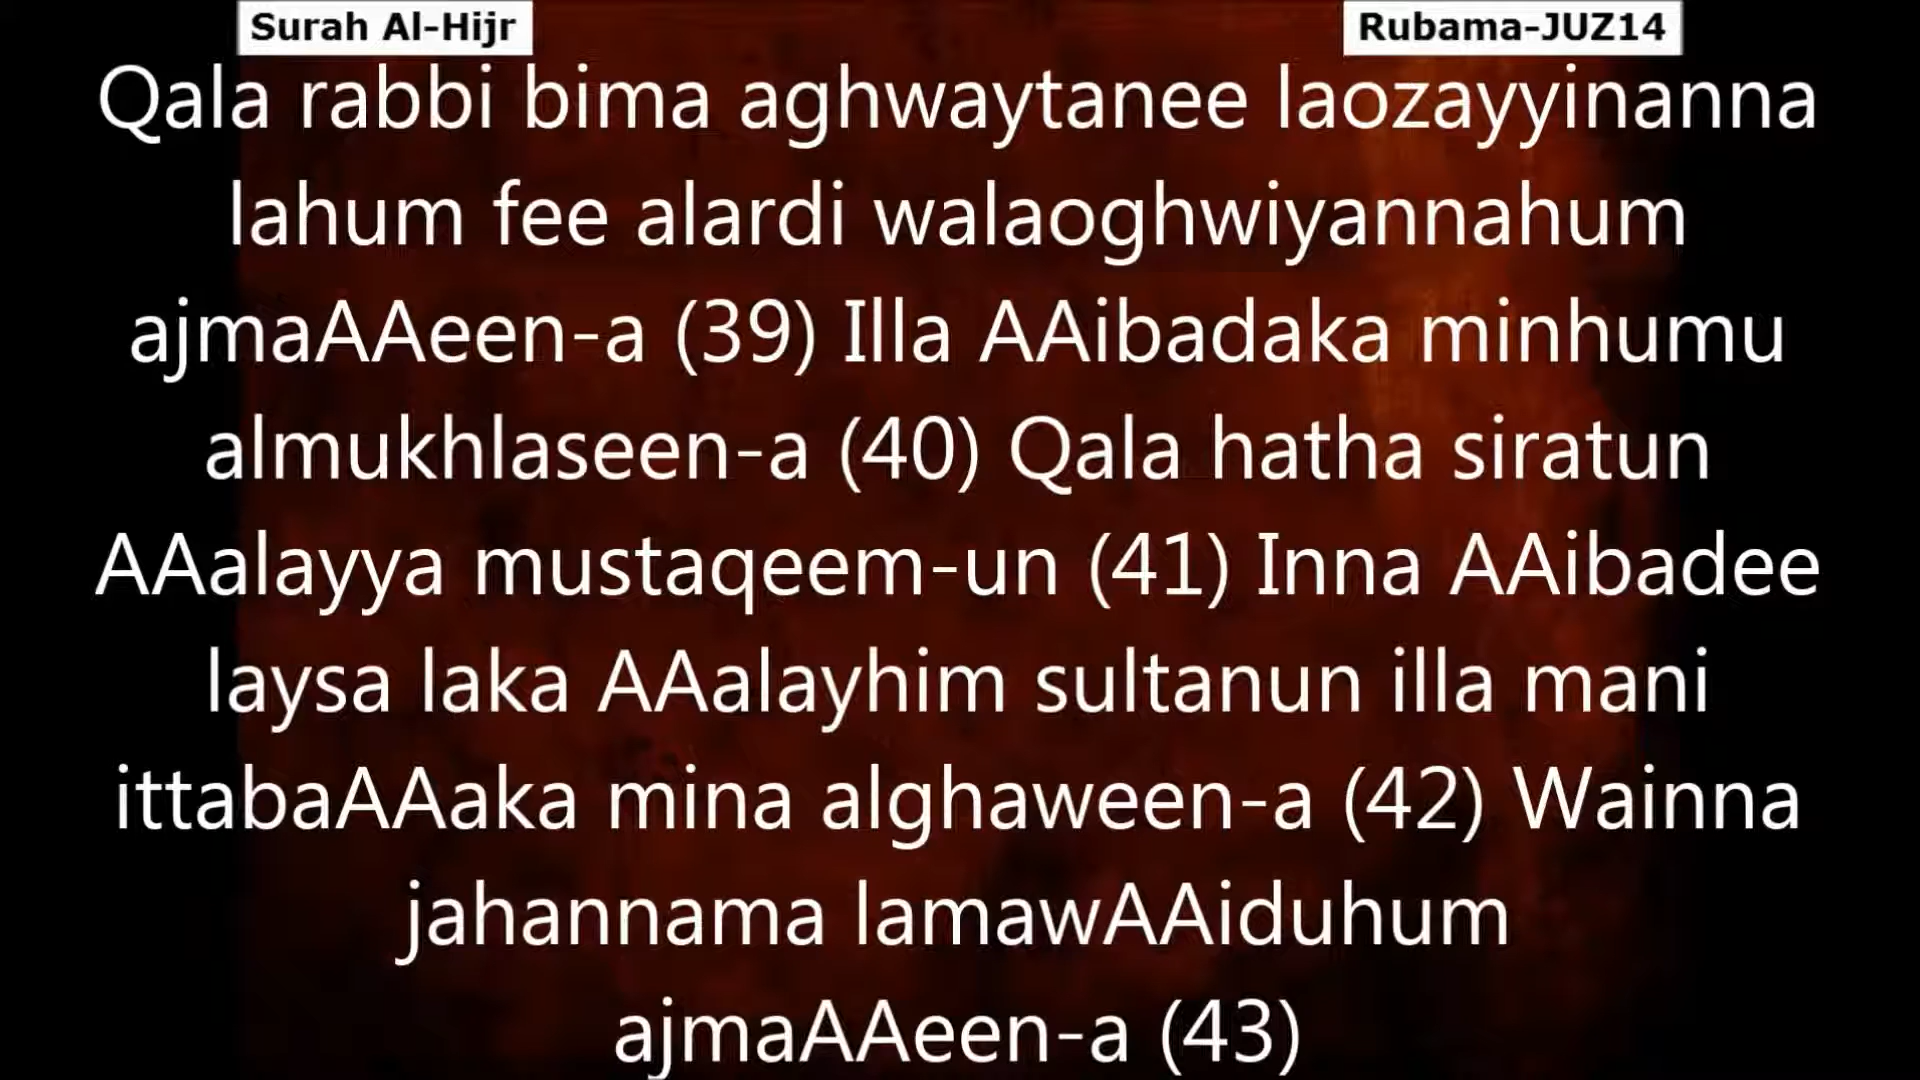 Surah Al-Hijr
Rubama-JUZ14
Qala rabbi bima aghwaytanee laozayyinanna
lahum fee alardi walaoghwiyannahum
ajmaAAeen-a (39) Illa AAibadaka minhumu
almukhlaseen-a (40) Qala hatha siratun
AAalayya mustaqeem-un (41) Inna AAibadee
laysa laka AAalayhim sultanun illa mani
ittabaAAaka mina alghaween-a (42) Wainna
jahannama lamawAAiduhum
ajmaAAeen-a (43)